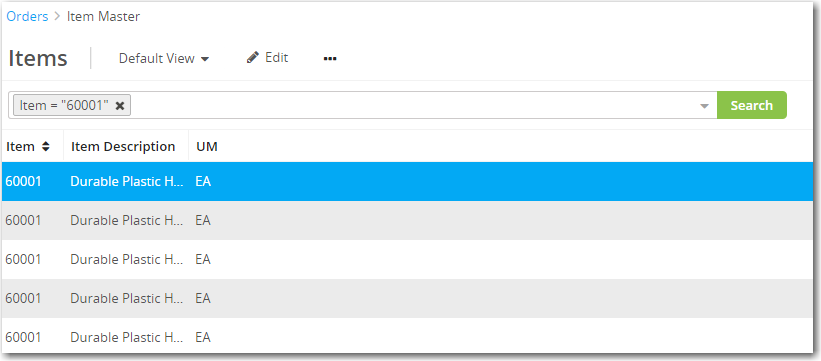 Orders > Item Master
Items Default View Edit ...
Item = "60001" × Search
Item Item Description UM
60001 Durable Plastic H... EA
60001 Durable Plastic H... EA
60001 Durable Plastic H... EA
60001 Durable Plastic H... EA
60001 Durable Plastic H... EA